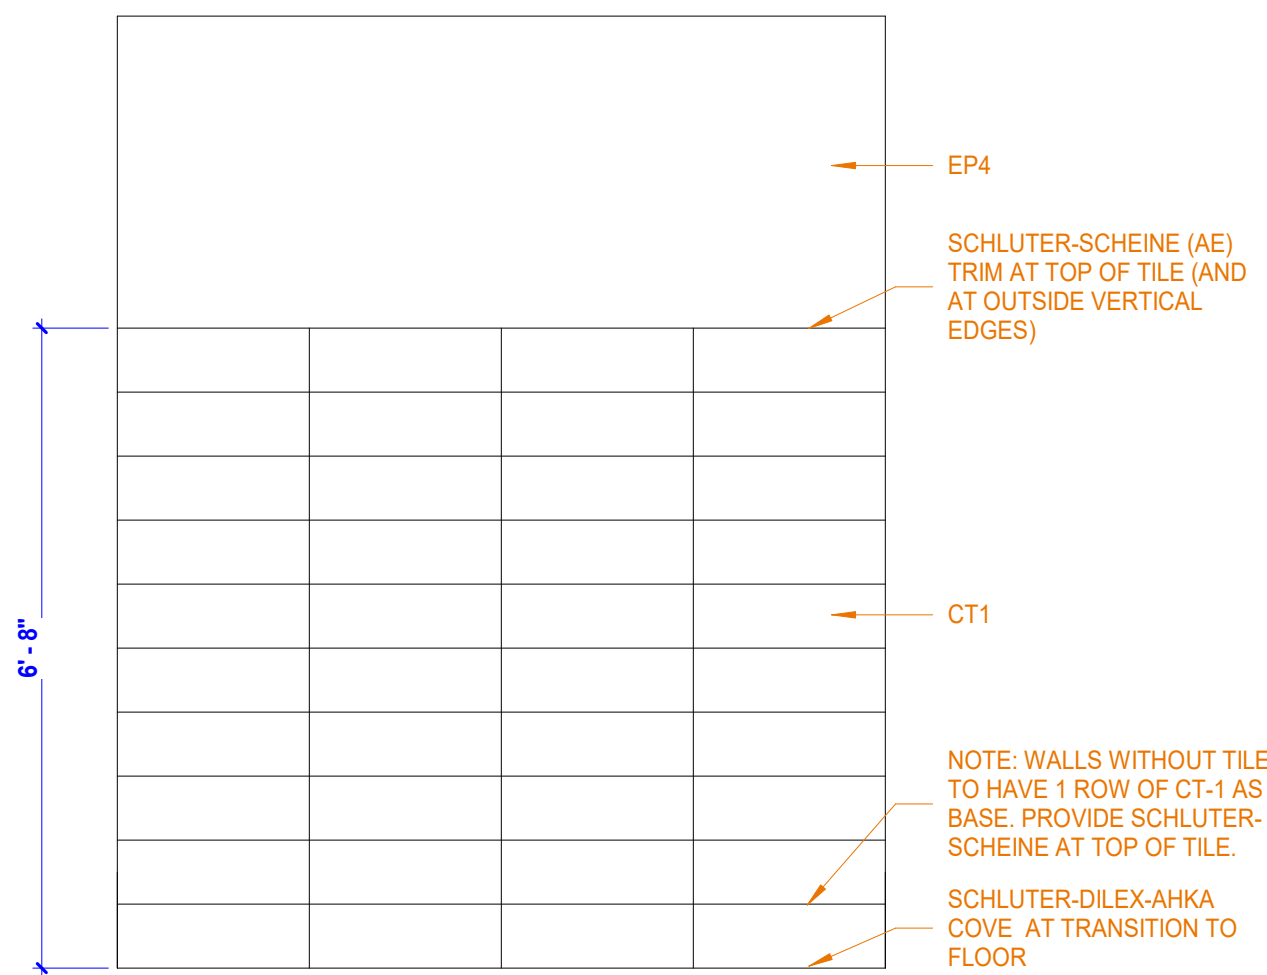 EP4
SCHLUTER-SCHEINE (AE)
TRIM AT TOP OF TILE (AND
AT OUTSIDE VERTICAL
EDGES)
6' - 8"
CT1
NOTE: WALLS WITHOUT TILE
TO HAVE 1 ROW OF CT-1 AS
BASE. PROVIDE SCHLUTER-
SCHEINE AT TOP OF TILE.
SCHLUTER-DILEX-AHKA
COVE AT TRANSITION TO
FLOOR